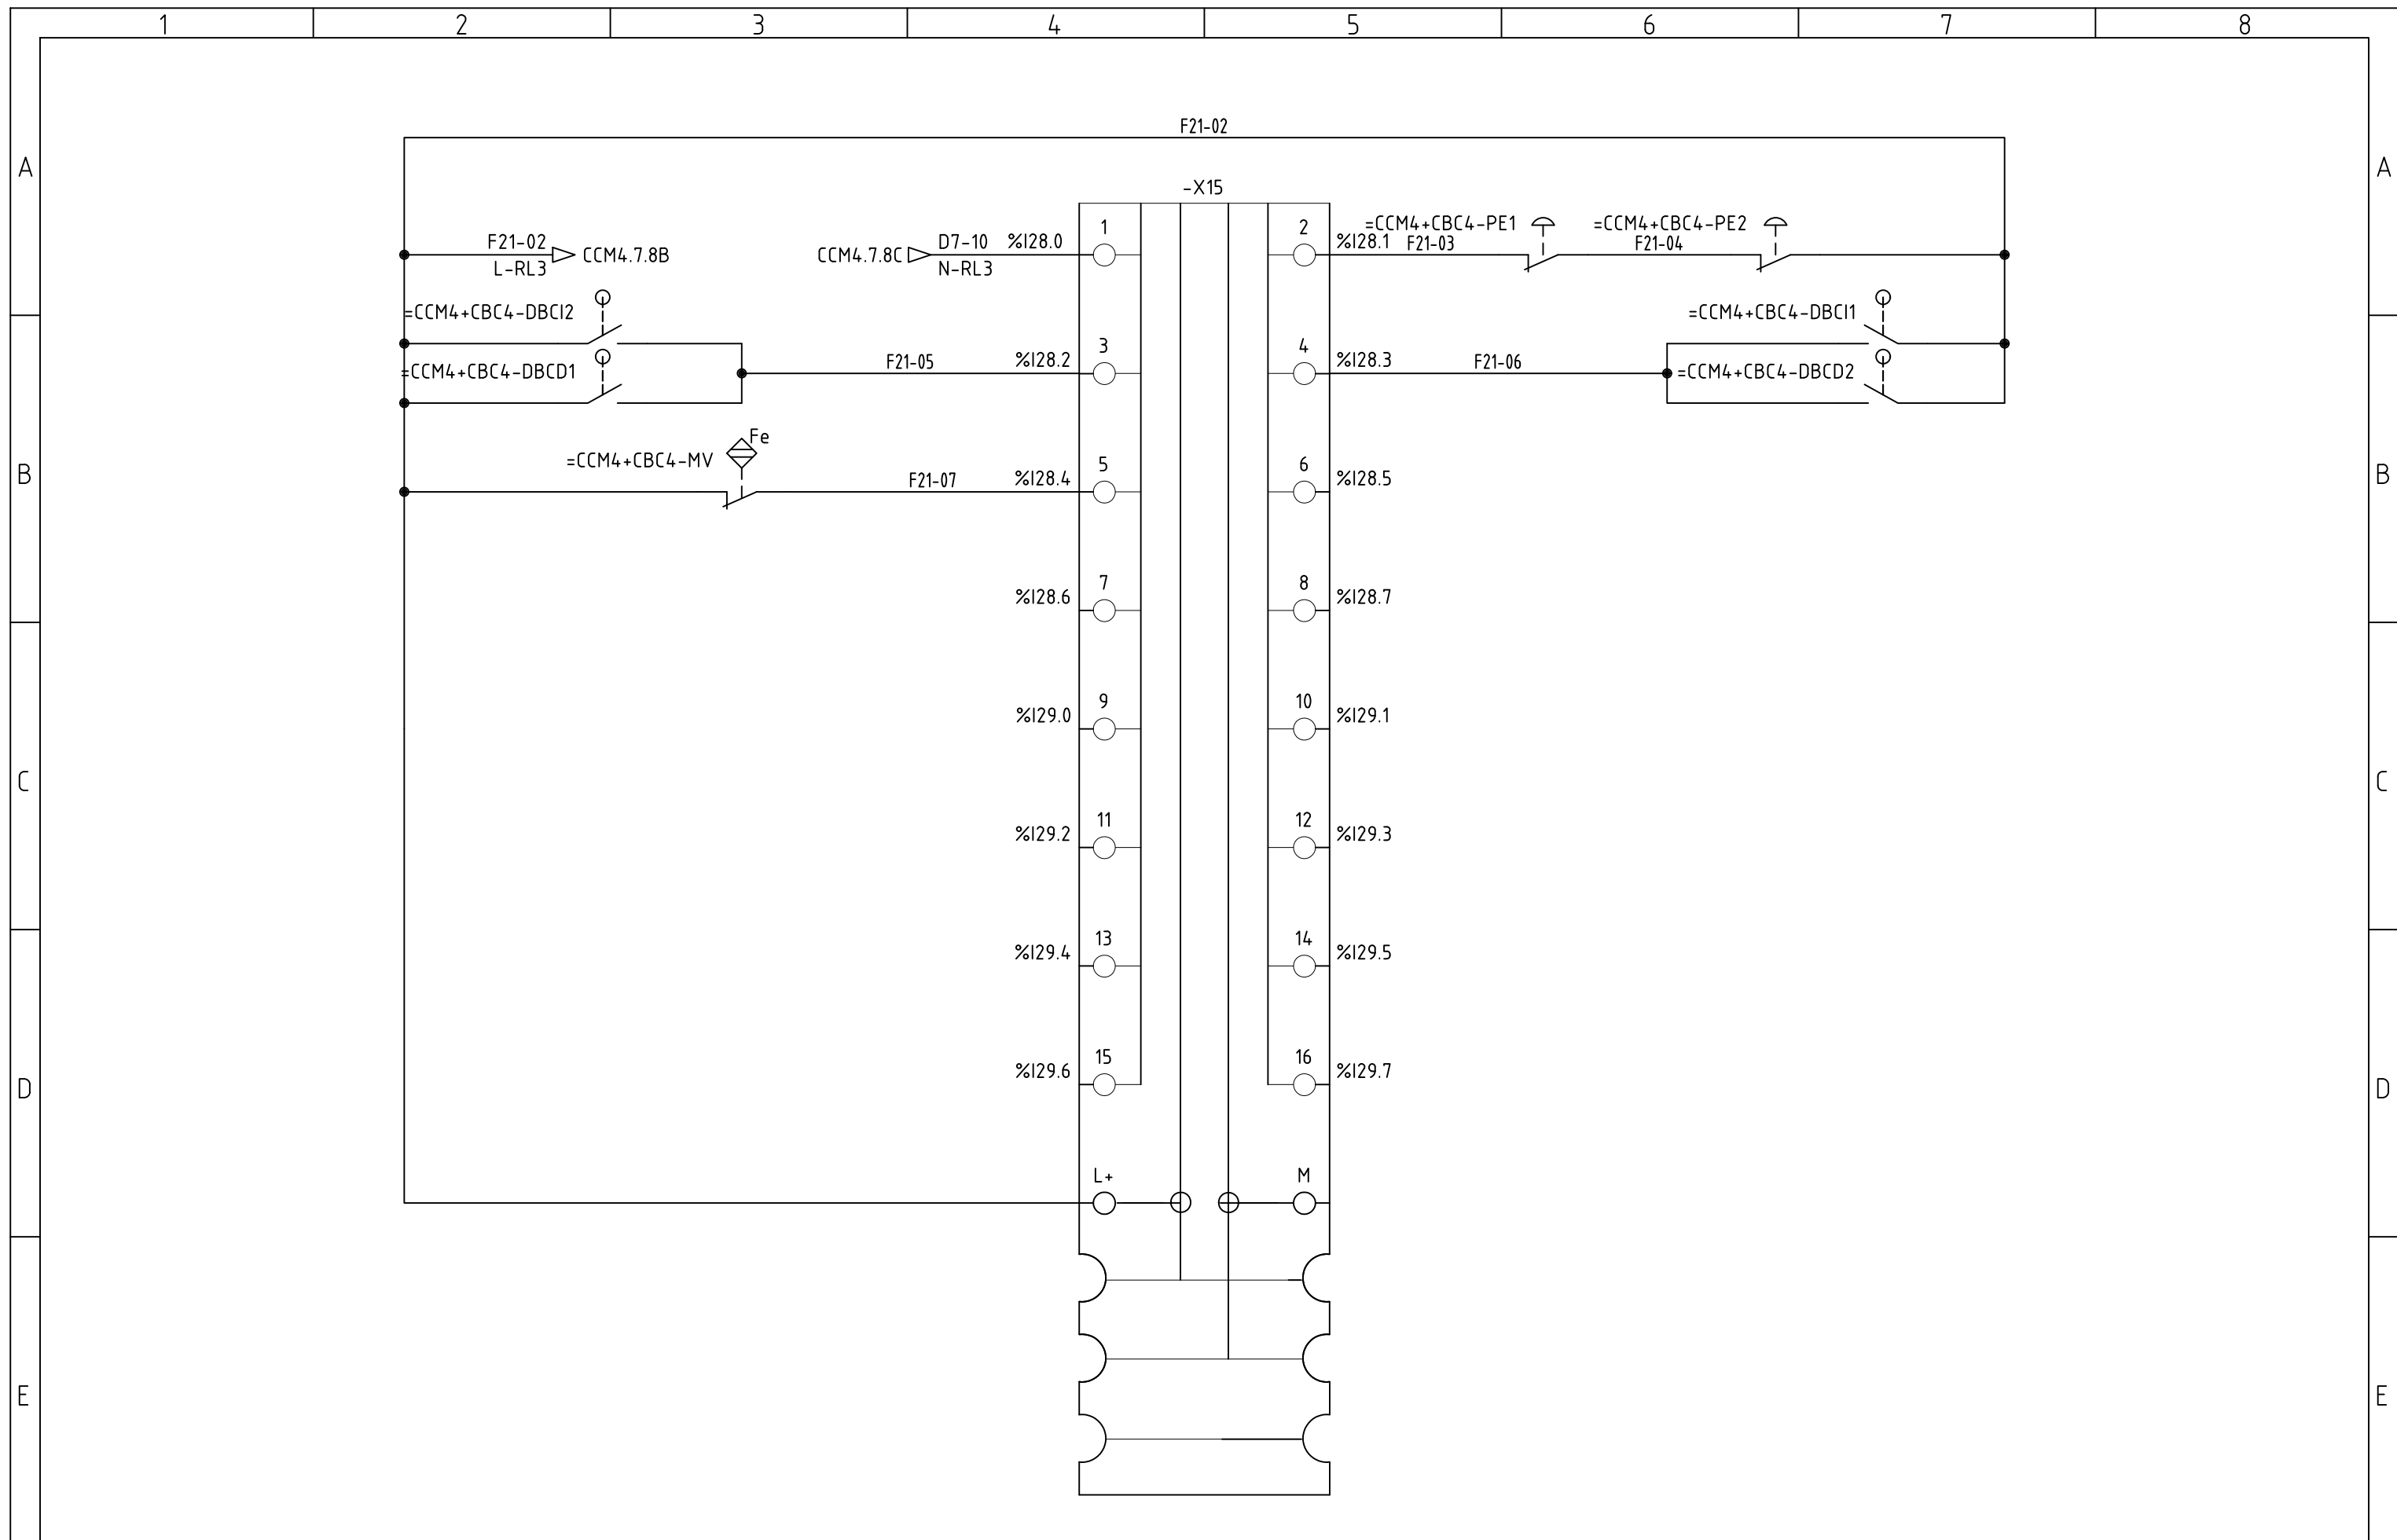 1 2 3 4 5 6 7 8
F21-02
A A
-X15
F21-02
L-RL3
CCM4.7.8B
CCM4.7.8C
D7-10
N-RL3
%I28.0
1
2
%I28.1
=CCM4+CBC4-PE1
F21-03
=CCM4+CBC4-PE2
F21-04
=CCM4+CBC4-DBCI2
=CCM4+CBC4-DBCI1
=CCM4+CBC4-DBCD1
F21-05
%I28.2
3
4
%I28.3
F21-06
=CCM4+CBC4-DBCD2
B B
=CCM4+CBC4-MV
Fe
F21-07
%I28.4
5
6
%I28.5
%I28.6
7
8
%I28.7
%I29.0
9
10
%I29.1
C C
%I29.2
11
12
%I29.3
%I29.4
13
14
%I29.5
%I29.6
15
16
%I29.7
D D
L+
M
E E